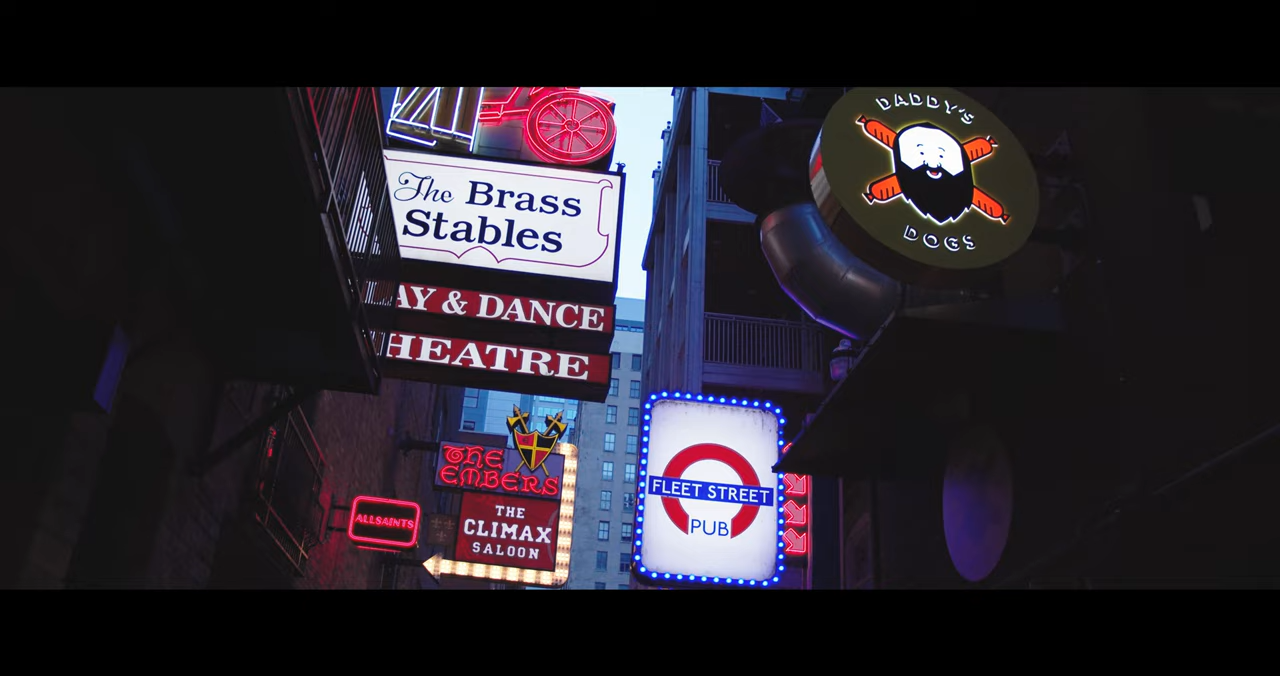 The Brass
Stables
AY & DANCE
HEATRE
THE
EMBERS
THE
CLIMAX
SALOON
ALLSAINTS
FLEET STREET
PUB
DADDY'S
DOGS